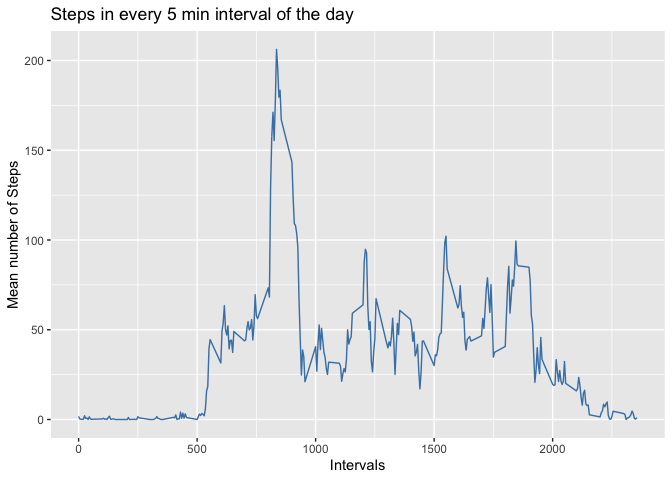 Steps in every 5 min interval of the day
200
150
100
50
0
Mean number of Steps
0 500 1000 1500 2000
Intervals